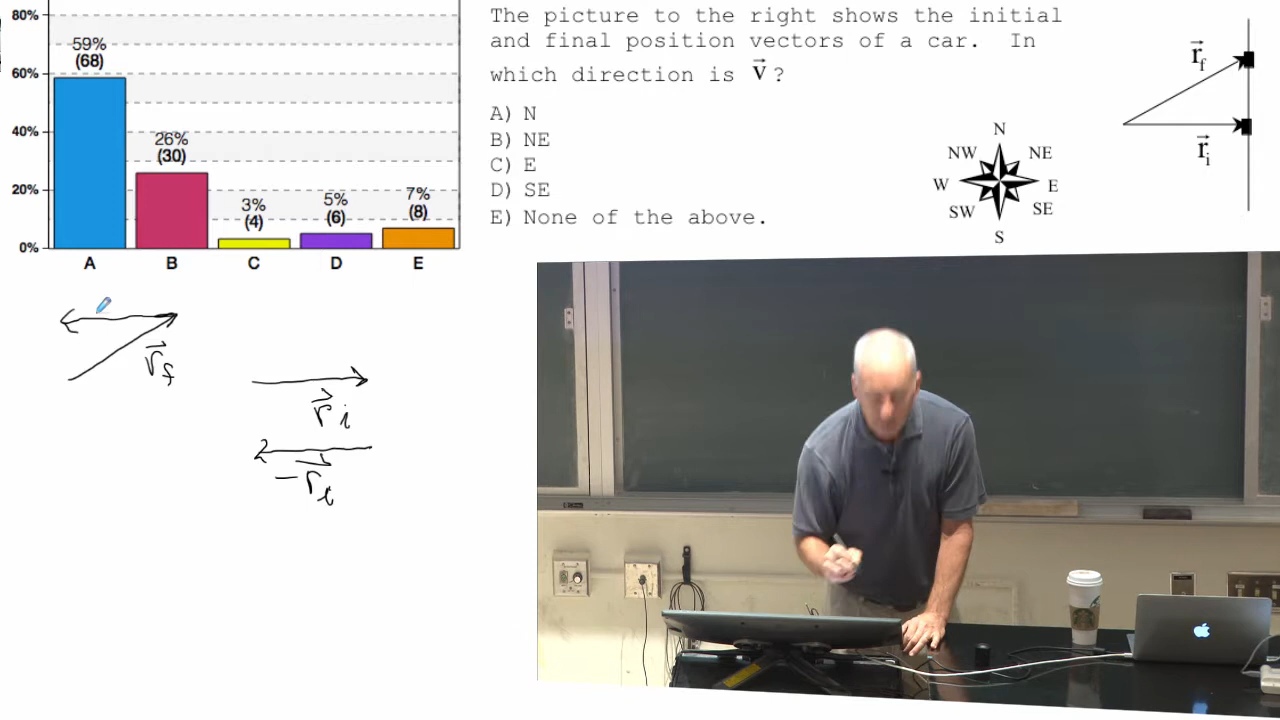 80%
60%
40%
20%
0%
59%
(68)
26%
(30)
3%
(4)
5%
(6)
7%
(8)
A B C D E
The picture to the right shows the initial
and final position vectors of a car. In
which direction is v⃗ ?
A) N
B) NE
C) E
D) SE
E) None of the above.
N
NW NE
W E
SW SE
S
r⃗f
r⃗i
r⃗f
r⃗i
-r⃗i